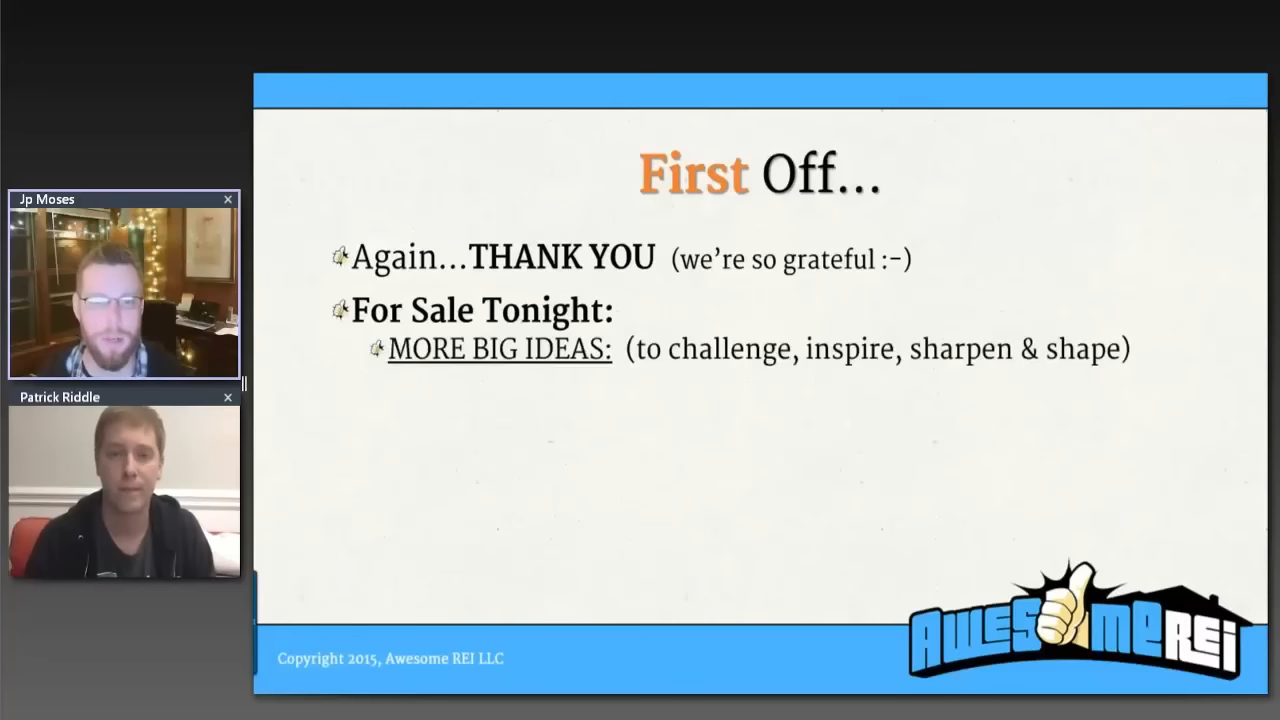 Jp Moses
Patrick Riddle
First Off...
Again...THANK YOU (we're so grateful :-)
For Sale Tonight:
MORE BIG IDEAS: (to challenge, inspire, sharpen & shape)
Copyright 2015, Awesome REI LLC
AWESOME REI